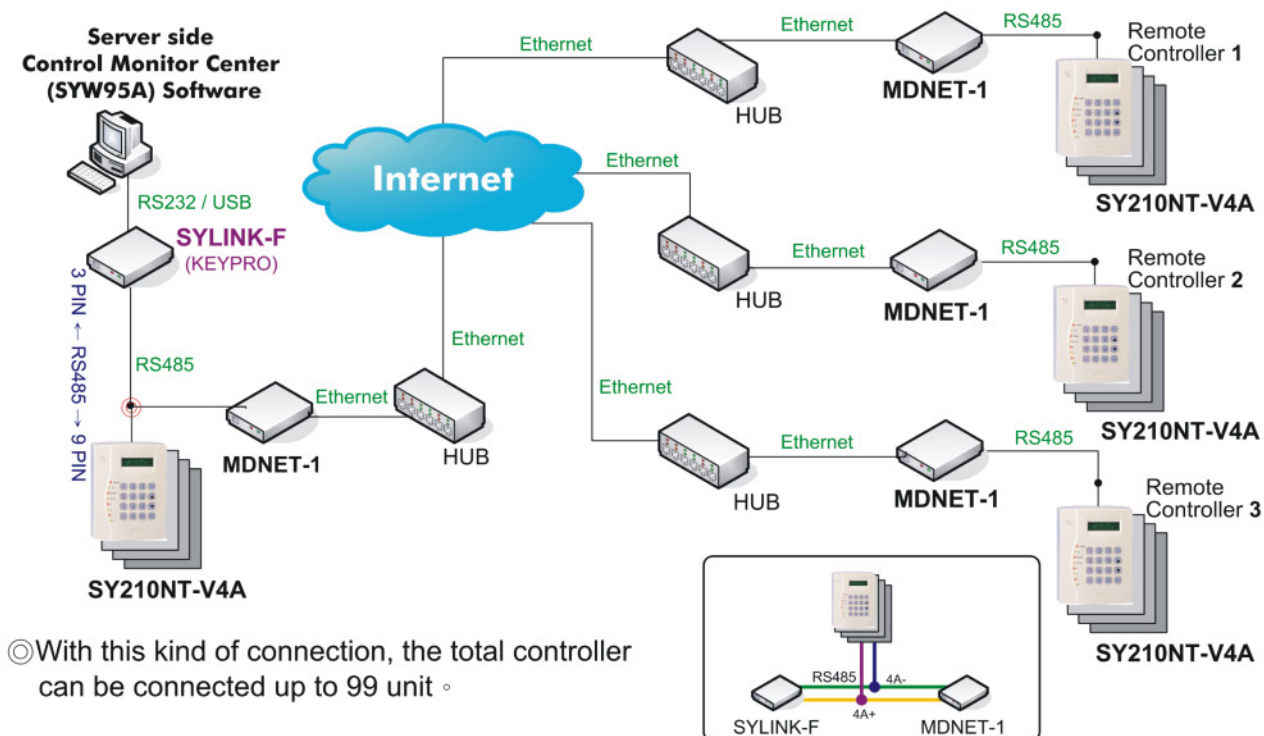 Server side
Control Monitor Center
(SYW95A) Software
RS232 / USB
SYLINK-F
(KEYPRO)
3 PIN ← RS485 → 9 PIN
RS485
Ethernet
MDNET-1
HUB
Ethernet
SY210NT-V4A
Internet
Ethernet
HUB
Ethernet
MDNET-1
RS485
Remote
Controller 1
SY210NT-V4A
Ethernet
HUB
Ethernet
MDNET-1
RS485
Remote
Controller 2
SY210NT-V4A
Ethernet
HUB
Ethernet
MDNET-1
RS485
Remote
Controller 3
SY210NT-V4A
RS485
4A-
4A+
SYLINK-F
MDNET-1
◎With this kind of connection, the total controller
can be connected up to 99 unit。